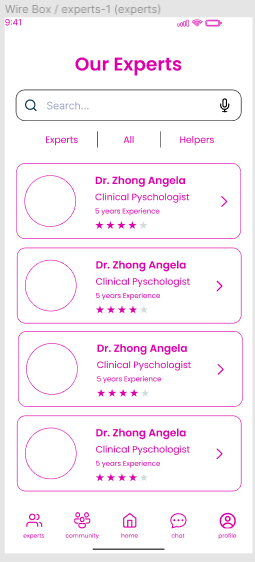 Wire Box / experts-1 (experts)
9:41
Our Experts
Search...
Experts All Helpers
Dr. Zhong Angela
Clinical Pyschologist
5 years Experience
Dr. Zhong Angela
Clinical Pyschologist
5 years Experience
Dr. Zhong Angela
Clinical Pyschologist
5 years Experience
Dr. Zhong Angela
Clinical Pyschologist
5 years Experience
experts community home chat profile